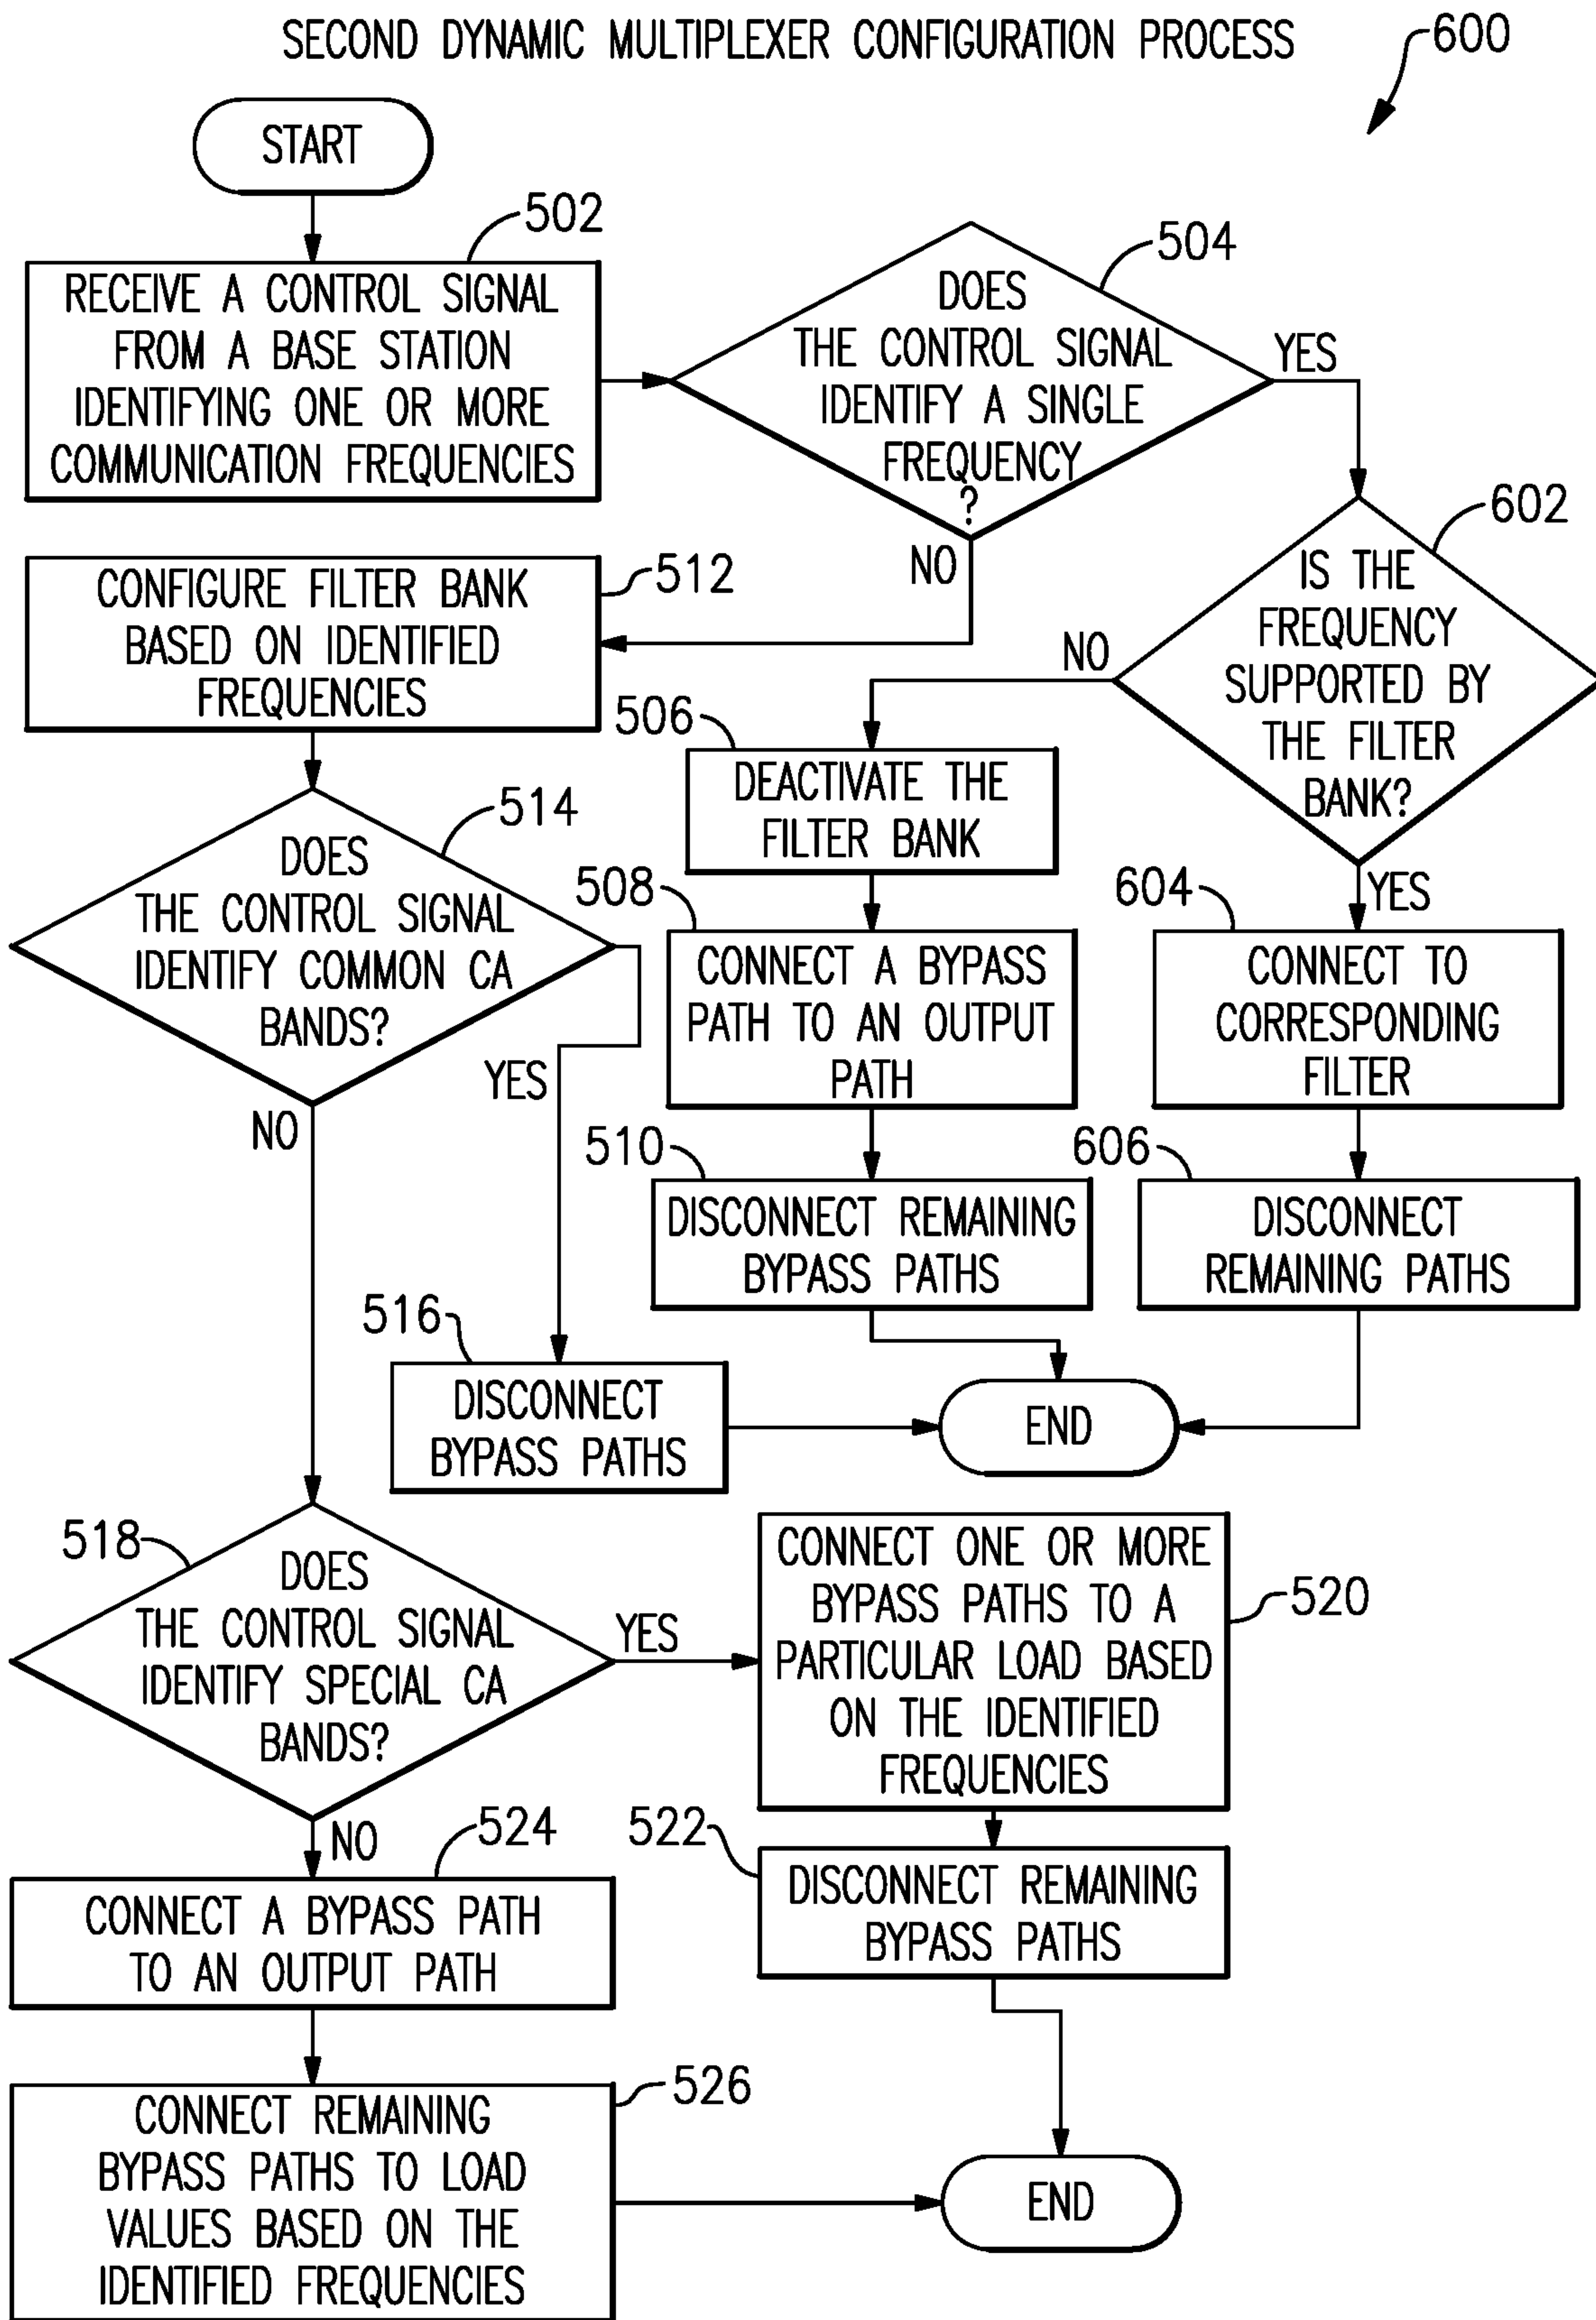 SECOND DYNAMIC MULTIPLEXER CONFIGURATION PROCESS
600
START
502
RECEIVE A CONTROL SIGNAL
FROM A BASE STATION
IDENTIFYING ONE OR MORE
COMMUNICATION FREQUENCIES
504
DOES
THE CONTROL SIGNAL
IDENTIFY A SINGLE
FREQUENCY
?
YES
NO
602
IS THE
FREQUENCY
SUPPORTED BY
THE FILTER
BANK?
NO
YES
512
CONFIGURE FILTER BANK
BASED ON IDENTIFIED
FREQUENCIES
506
DEACTIVATE THE
FILTER BANK
514
DOES
THE CONTROL SIGNAL
IDENTIFY COMMON CA
BANDS?
YES
NO
508
CONNECT A BYPASS
PATH TO AN OUTPUT
PATH
604
CONNECT TO
CORRESPONDING
FILTER
510
DISCONNECT REMAINING
BYPASS PATHS
606
DISCONNECT
REMAINING PATHS
516
DISCONNECT
BYPASS PATHS
END
518
DOES
THE CONTROL SIGNAL
IDENTIFY SPECIAL CA
BANDS?
YES
NO
520
CONNECT ONE OR MORE
BYPASS PATHS TO A
PARTICULAR LOAD BASED
ON THE IDENTIFIED
FREQUENCIES
524
CONNECT A BYPASS PATH
TO AN OUTPUT PATH
522
DISCONNECT REMAINING
BYPASS PATHS
526
CONNECT REMAINING
BYPASS PATHS TO LOAD
VALUES BASED ON THE
IDENTIFIED FREQUENCIES
END